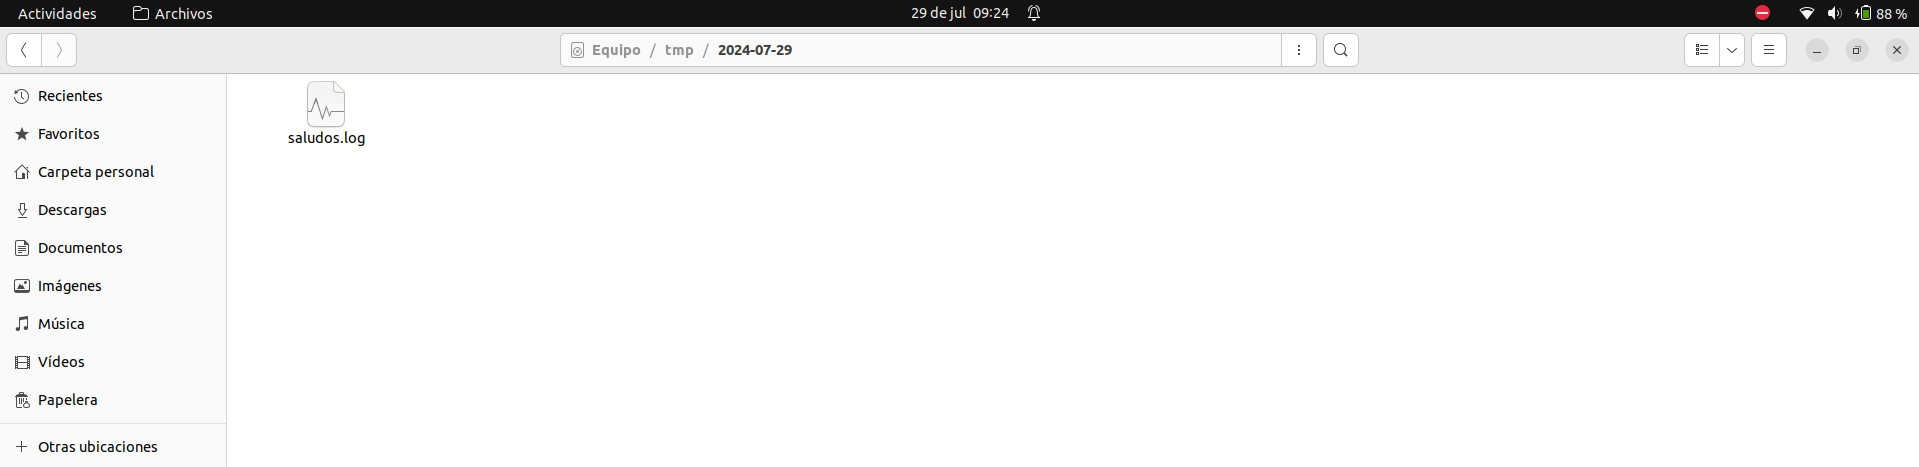 Actividades Archivos 29 de jul 09:24 88 %
Equipo / tmp / 2024-07-29
Recientes
Favoritos
Carpeta personal
Descargas
Documentos
Imágenes
Música
Vídeos
Papelera
Otras ubicaciones
saludos.log